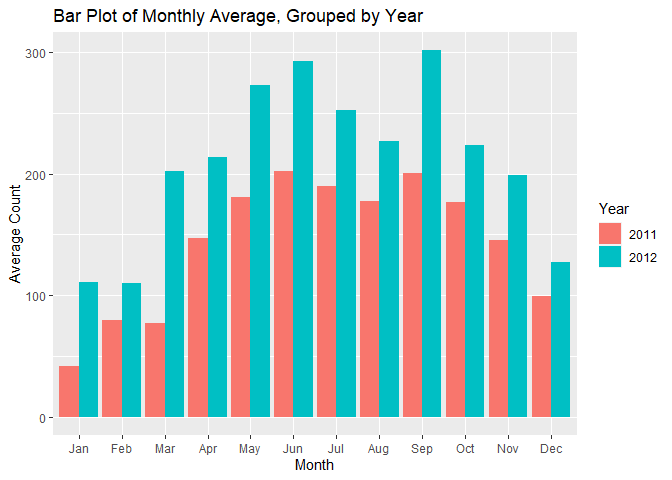 Bar Plot of Monthly Average, Grouped by Year
300
200
100
0
Average Count
Jan Feb Mar Apr May Jun Jul Aug Sep Oct Nov Dec
Month
Year
2011
2012